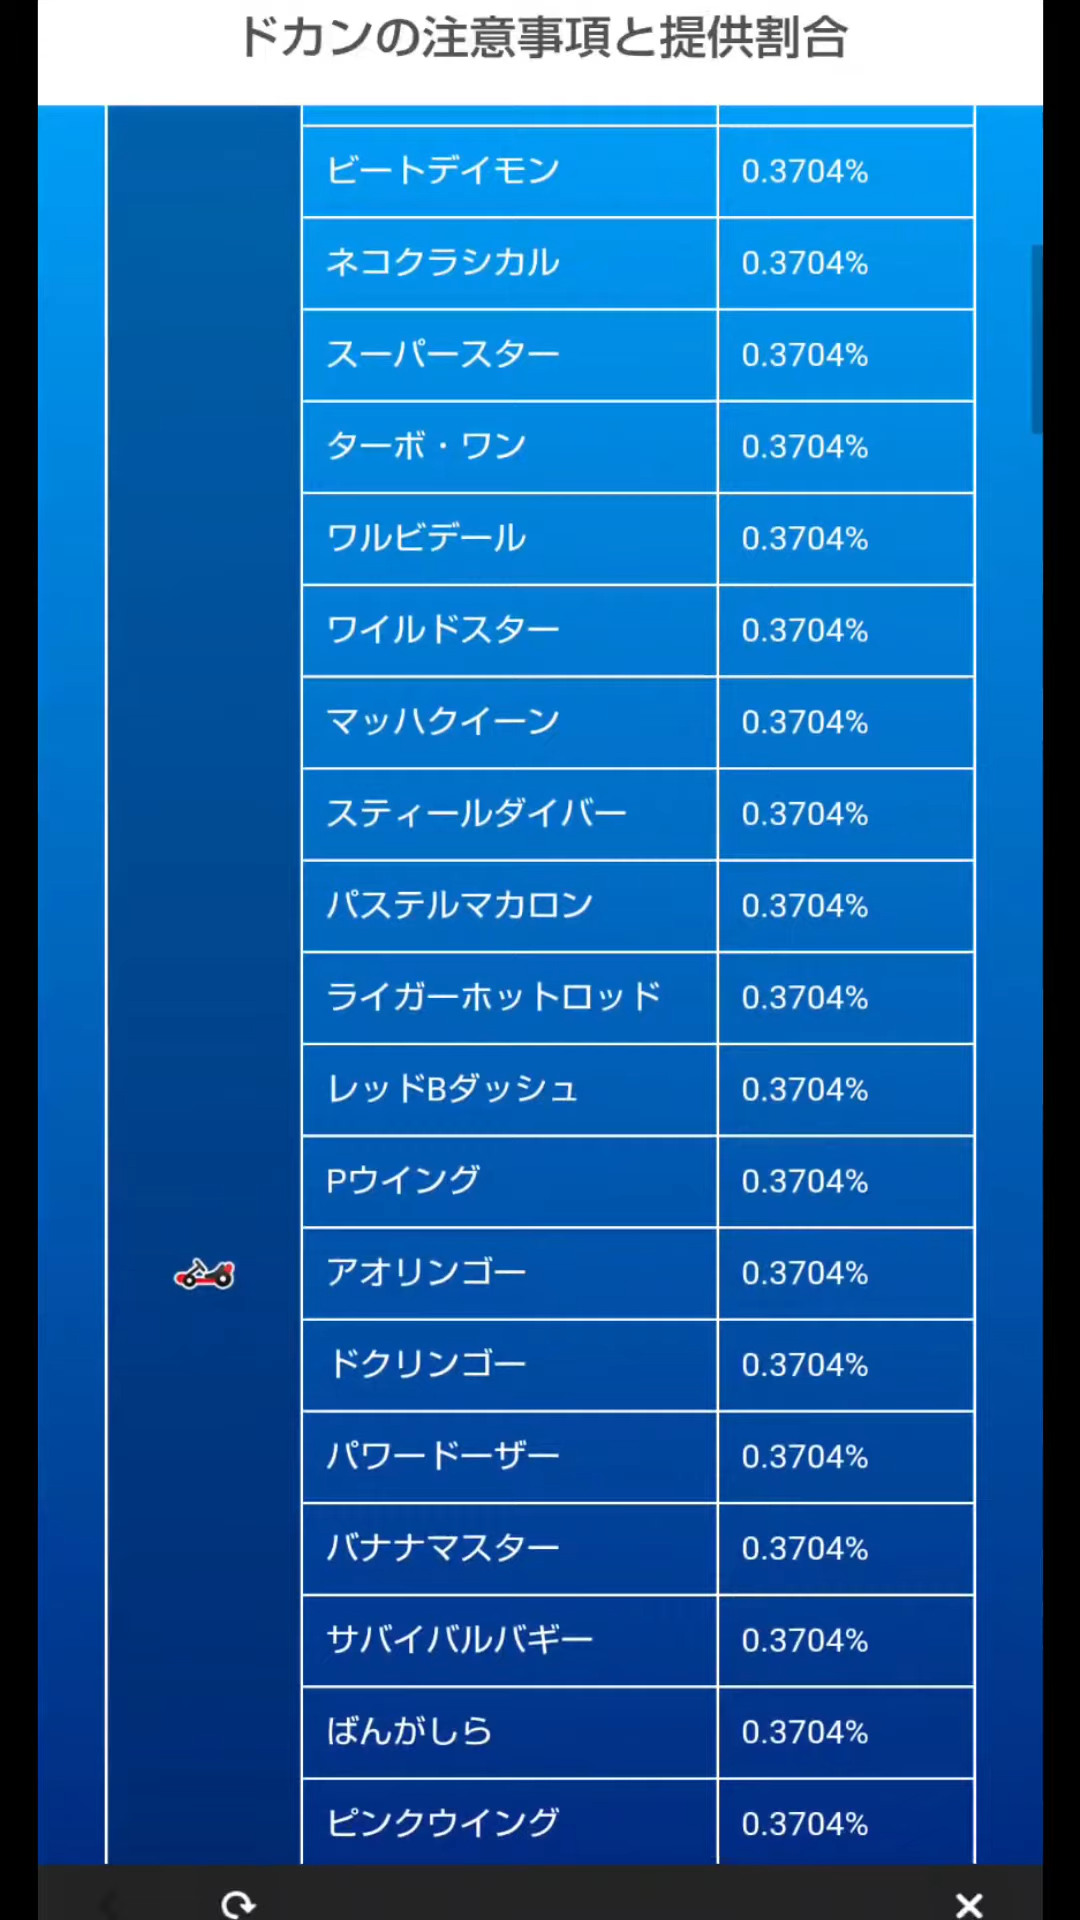 ドカンの注意事項と提供割合
ビートデイモン 0.3704%
ネコクラシカル 0.3704%
スーパースター 0.3704%
ターボ・ワン 0.3704%
ワルビデール 0.3704%
ワイルドスター 0.3704%
マッハクイーン 0.3704%
スティールダイバー 0.3704%
パステルマカロン 0.3704%
ライガーホットロッド 0.3704%
レッドBダッシュ 0.3704%
Pウイング 0.3704%
アオリンゴー 0.3704%
ドクリンゴー 0.3704%
パワードーザー 0.3704%
バナナマスター 0.3704%
サバイバルバギー 0.3704%
ばんがしら 0.3704%
ピンクウイング 0.3704%